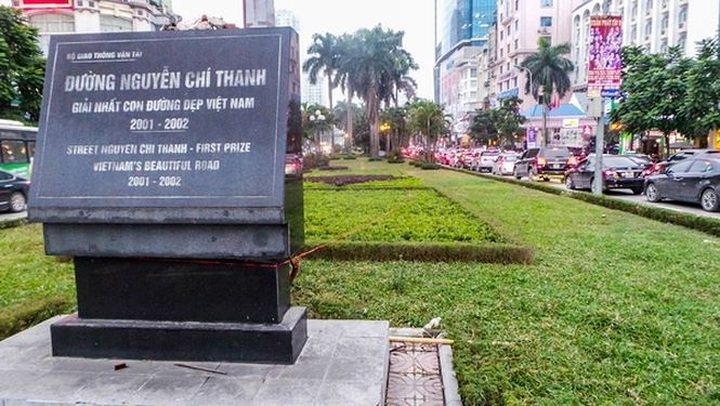 BỘ GIAO THÔNG VẬN TẢI
ĐƯỜNG NGUYỄN CHÍ THANH
GIẢI NHẤT CON ĐƯỜNG ĐẸP VIỆT NAM
2001 - 2002
STREET NGUYEN CHI THANH - FIRST PRIZE
VIETNAM'S BEAUTIFUL ROAD
2001 - 2002